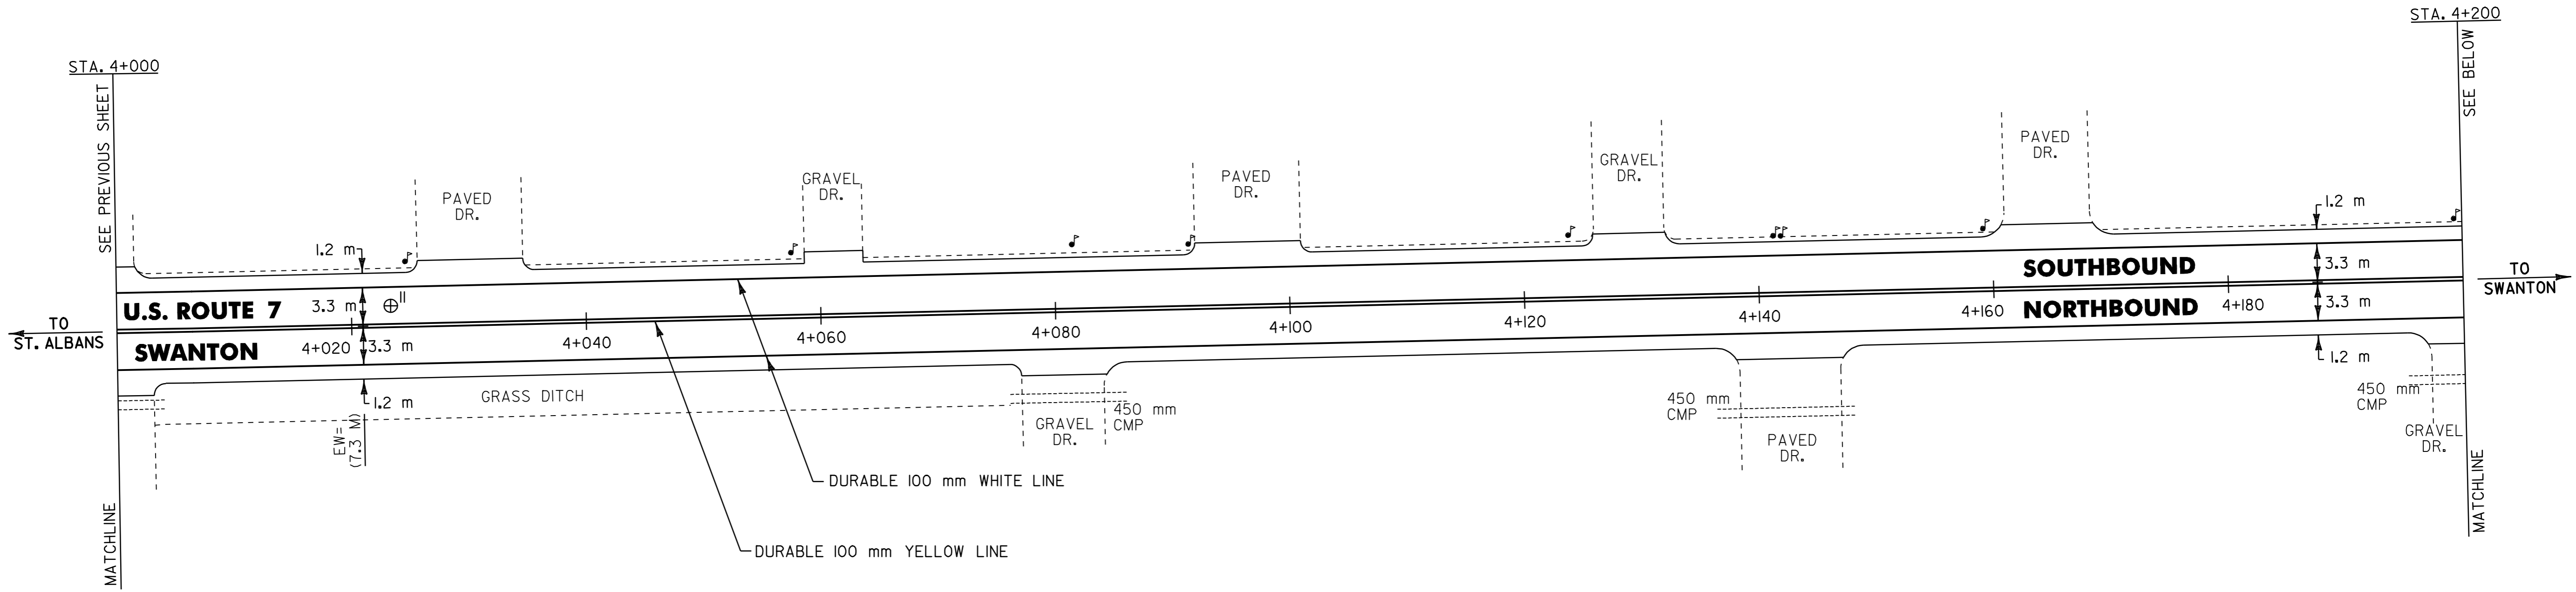 STA. 4+000
STA. 4+200
SEE PREVIOUS SHEET
SEE BELOW
PAVED
DR.
GRAVEL
DR.
PAVED
DR.
GRAVEL
DR.
PAVED
DR.
1.2 m
1.2 m
U.S. ROUTE 7
3.3 m
11
SOUTHBOUND
3.3 m
TO
ST. ALBANS
TO
SWANTON
SWANTON
4+020
3.3 m
4+040
4+060
4+080
4+100
4+120
4+140
4+160
NORTHBOUND
4+180
3.3 m
1.2 m
GRASS DITCH
1.2 m
EW=
(7.3 M)
450 mm
CMP
GRAVEL
DR.
450 mm
CMP
PAVED
DR.
450 mm
CMP
GRAVEL
DR.
DURABLE 100 mm WHITE LINE
DURABLE 100 mm YELLOW LINE
MATCHLINE
MATCHLINE